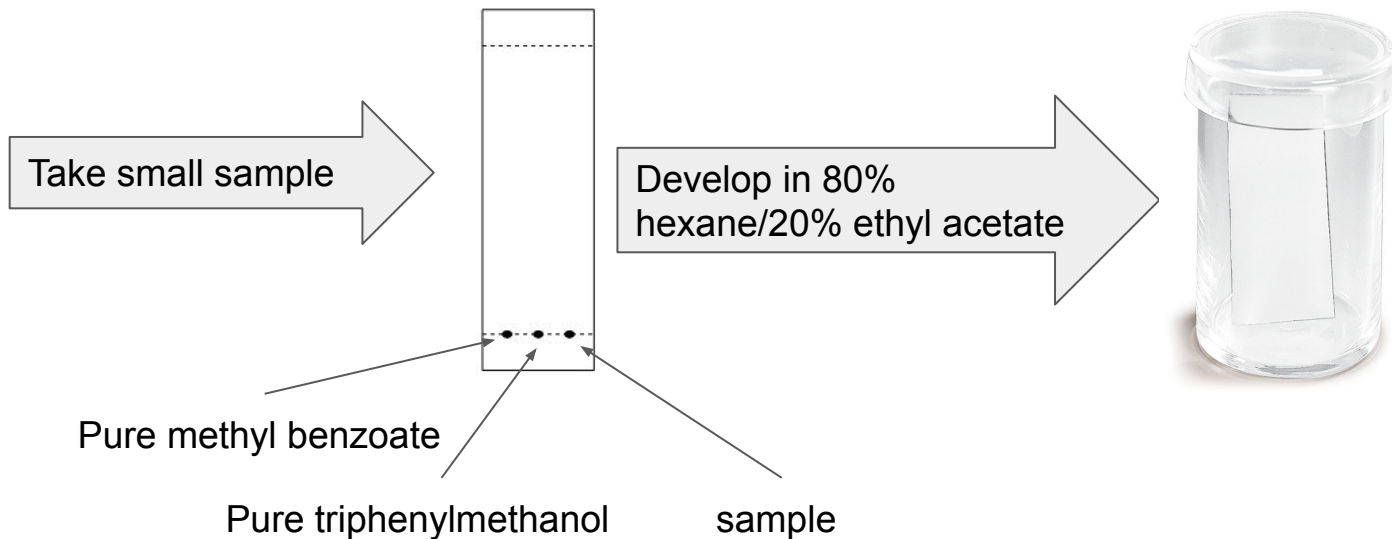 Take small sample
Develop in 80%
hexane/20% ethyl acetate
Pure methyl benzoate
Pure triphenylmethanol
sample